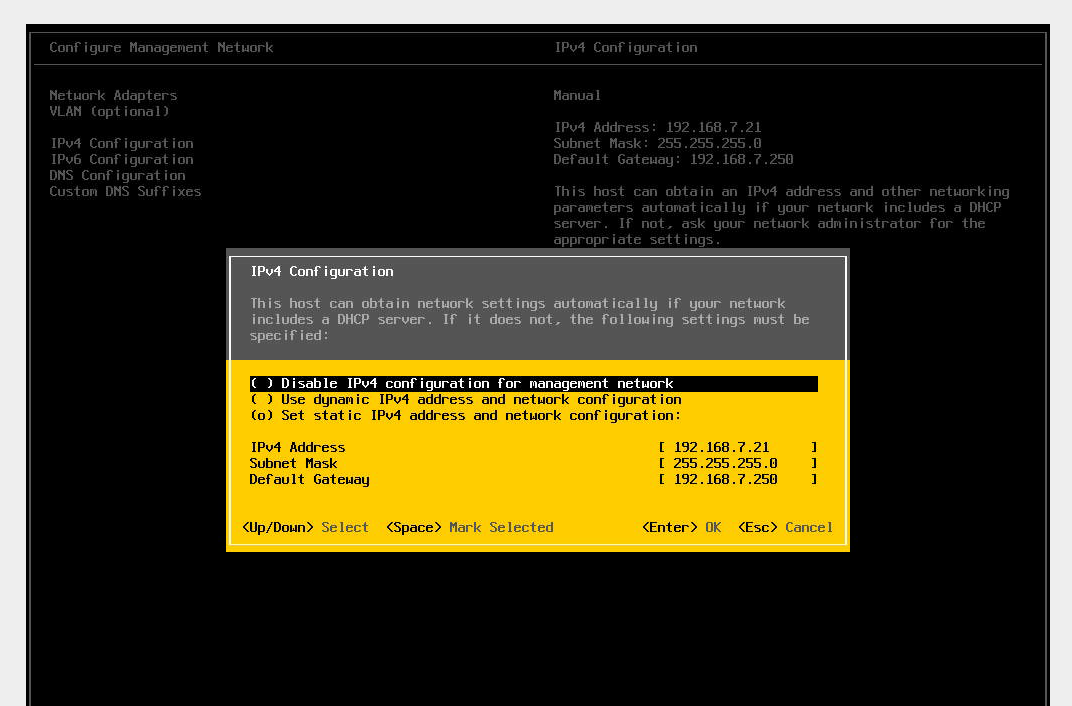 Configure Management Network
IPv4 Configuration
Network Adapters
VLAN (optional)
IPv4 Configuration
IPv6 Configuration
DNS Configuration
Custom DNS Suffixes
Manual
IPv4 Address: 192.168.7.21
Subnet Mask: 255.255.255.0
Default Gateway: 192.168.7.250
This host can obtain an IPv4 address and other networking
parameters automatically if your network includes a DHCP
server. If not, ask your network administrator for the
appropriate settings.
IPv4 Configuration
This host can obtain network settings automatically if your network
includes a DHCP server. If it does not, the following settings must be
specified:
( ) Disable IPv4 configuration for management network
( ) Use dynamic IPv4 address and network configuration
(o) Set static IPv4 address and network configuration:
IPv4 Address [ 192.168.7.21 ]
Subnet Mask [ 255.255.255.0 ]
Default Gateway [ 192.168.7.250 ]
<Up/Down> Select <Space> Mark Selected <Enter> OK <Esc> Cancel